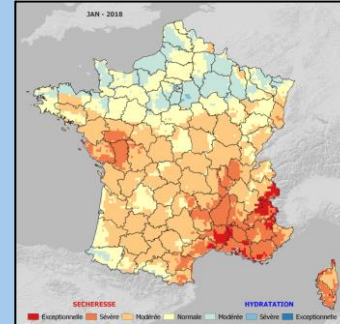 JAN - 2018
SECHERESSE HYDRATATION
Exceptionnelle Sévère Modérée Normale Modérée Sévère Exceptionnelle